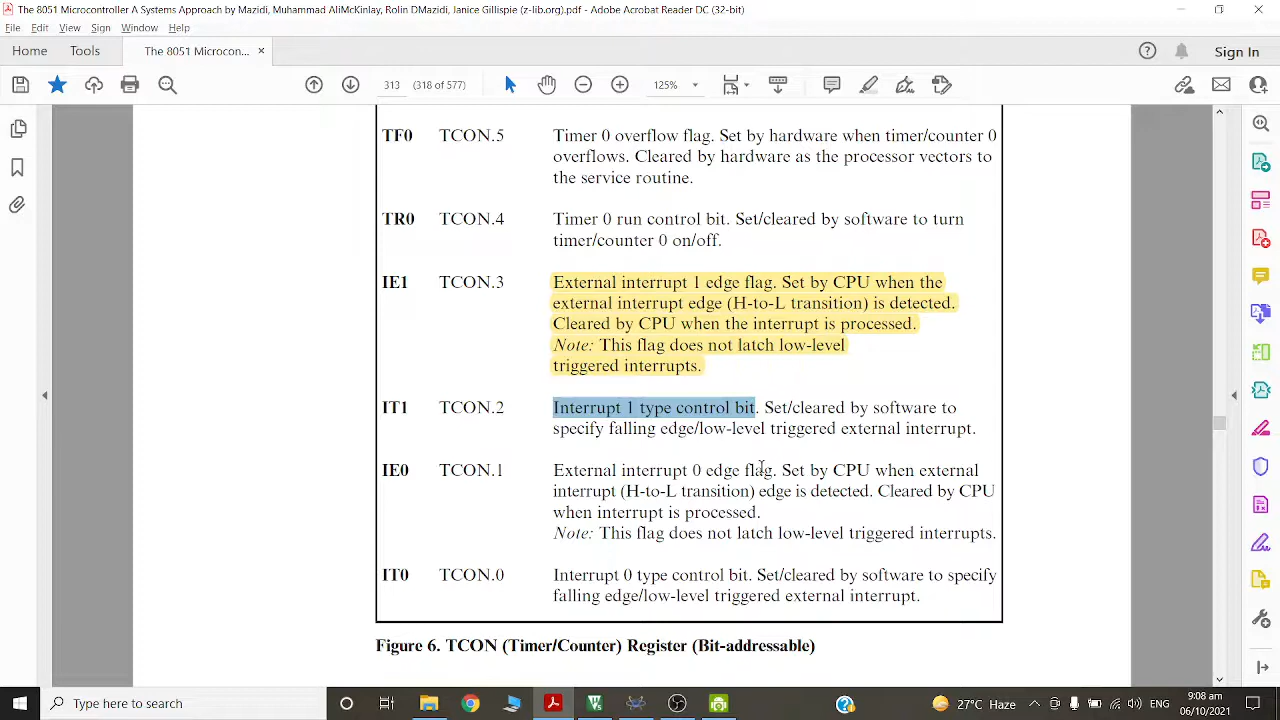 The 8051 Microcontroller A Systems Approach by Mazidi, Muhammad AliMcKinlay, Rolin DMazidi, Janice Gillispie (z-lib.org).pdf - Adobe Acrobat Reader DC (32-bit)
File Edit View Sign Window Help
Home Tools The 8051 Microcon... × Sign In
313 (318 of 577) 125%
TF0 TCON.5 Timer 0 overflow flag. Set by hardware when timer/counter 0
overflows. Cleared by hardware as the processor vectors to
the service routine.
TR0 TCON.4 Timer 0 run control bit. Set/cleared by software to turn
timer/counter 0 on/off.
IE1 TCON.3 External interrupt 1 edge flag. Set by CPU when the
external interrupt edge (H-to-L transition) is detected.
Cleared by CPU when the interrupt is processed.
Note: This flag does not latch low-level
triggered interrupts.
IT1 TCON.2 Interrupt 1 type control bit. Set/cleared by software to
specify falling edge/low-level triggered external interrupt.
IE0 TCON.1 External interrupt 0 edge flag. Set by CPU when external
interrupt (H-to-L transition) edge is detected. Cleared by CPU
when interrupt is processed.
Note: This flag does not latch low-level triggered interrupts.
IT0 TCON.0 Interrupt 0 type control bit. Set/cleared by software to specify
falling edge/low-level triggered external interrupt.
Figure 6. TCON (Timer/Counter) Register (Bit-addressable)
Type here to search 27°C Haze ENG 9:08 am
06/10/2021